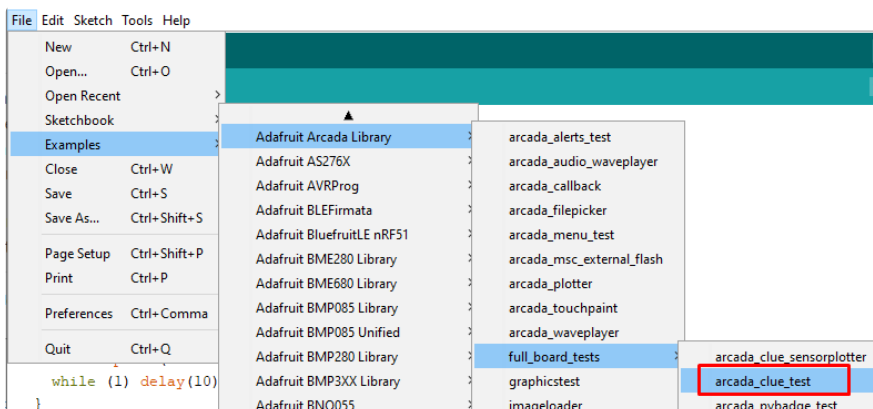 File Edit Sketch Tools Help
New Ctrl+N
Open... Ctrl+O
Open Recent
Sketchbook
Examples
Close Ctrl+W
Save Ctrl+S
Save As... Ctrl+Shift+S
Page Setup Ctrl+Shift+P
Print Ctrl+P
Preferences Ctrl+Comma
Quit Ctrl+Q
while (1) delay(10)
}
Adafruit Arcada Library
Adafruit AS276X
Adafruit AVRProg
Adafruit BLEFirmata
Adafruit BluefruitLE nRF51
Adafruit BME280 Library
Adafruit BME680 Library
Adafruit BMP085 Library
Adafruit BMP085 Unified
Adafruit BMP280 Library
Adafruit BMP3XX Library
Adafruit BNO055
arcada_alerts_test
arcada_audio_waveplayer
arcada_callback
arcada_filepicker
arcada_menu_test
arcada_msc_external_flash
arcada_plotter
arcada_touchpaint
arcada_waveplayer
full_board_tests
graphicstest
imageloader
arcada_clue_sensorplotter
arcada_clue_test
arcada_pybadge_test